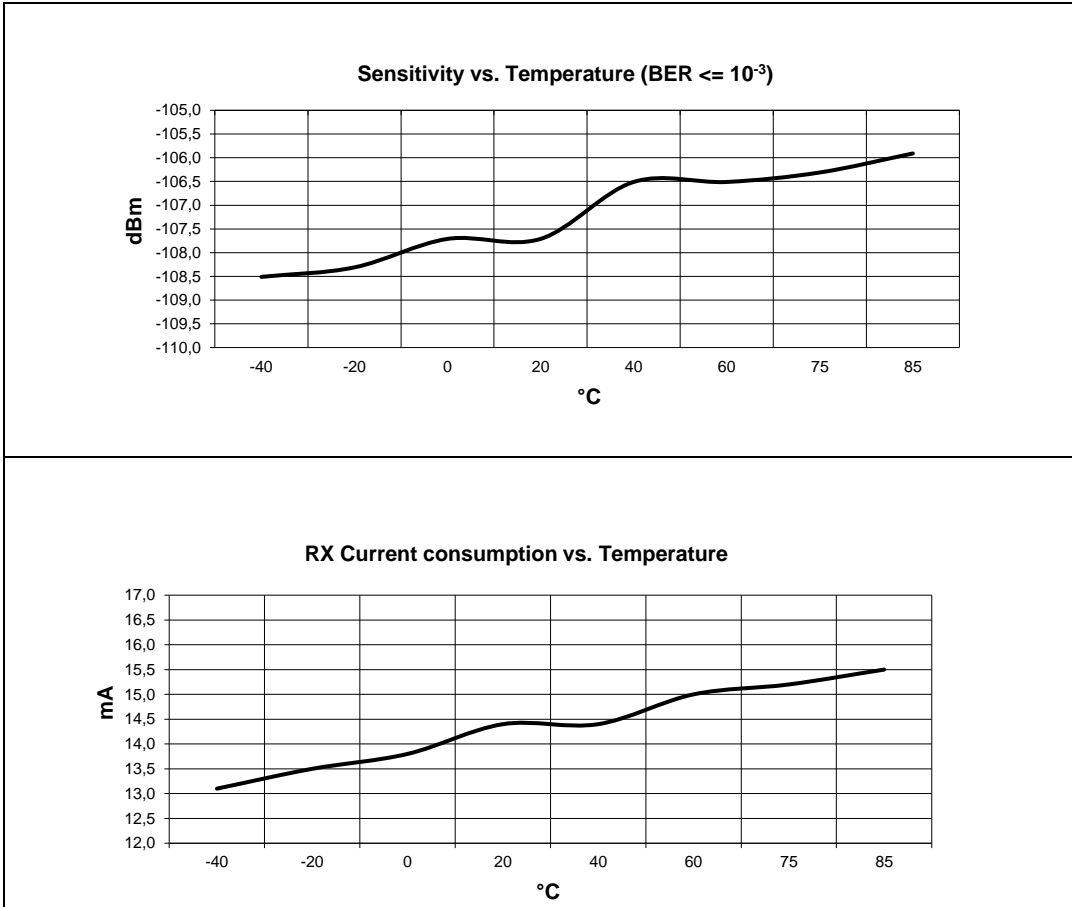 Sensitivity vs. Temperature (BER <= 10⁻³)
-105,0
-105,5
-106,0
-106,5
-107,0
-107,5
-108,0
-108,5
-109,0
-109,5
-110,0
dBm
-40 -20 0 20 40 60 75 85
°C
RX Current consumption vs. Temperature
17,0
16,5
16,0
15,5
15,0
14,5
14,0
13,5
13,0
12,5
12,0
mA
-40 -20 0 20 40 60 75 85
°C